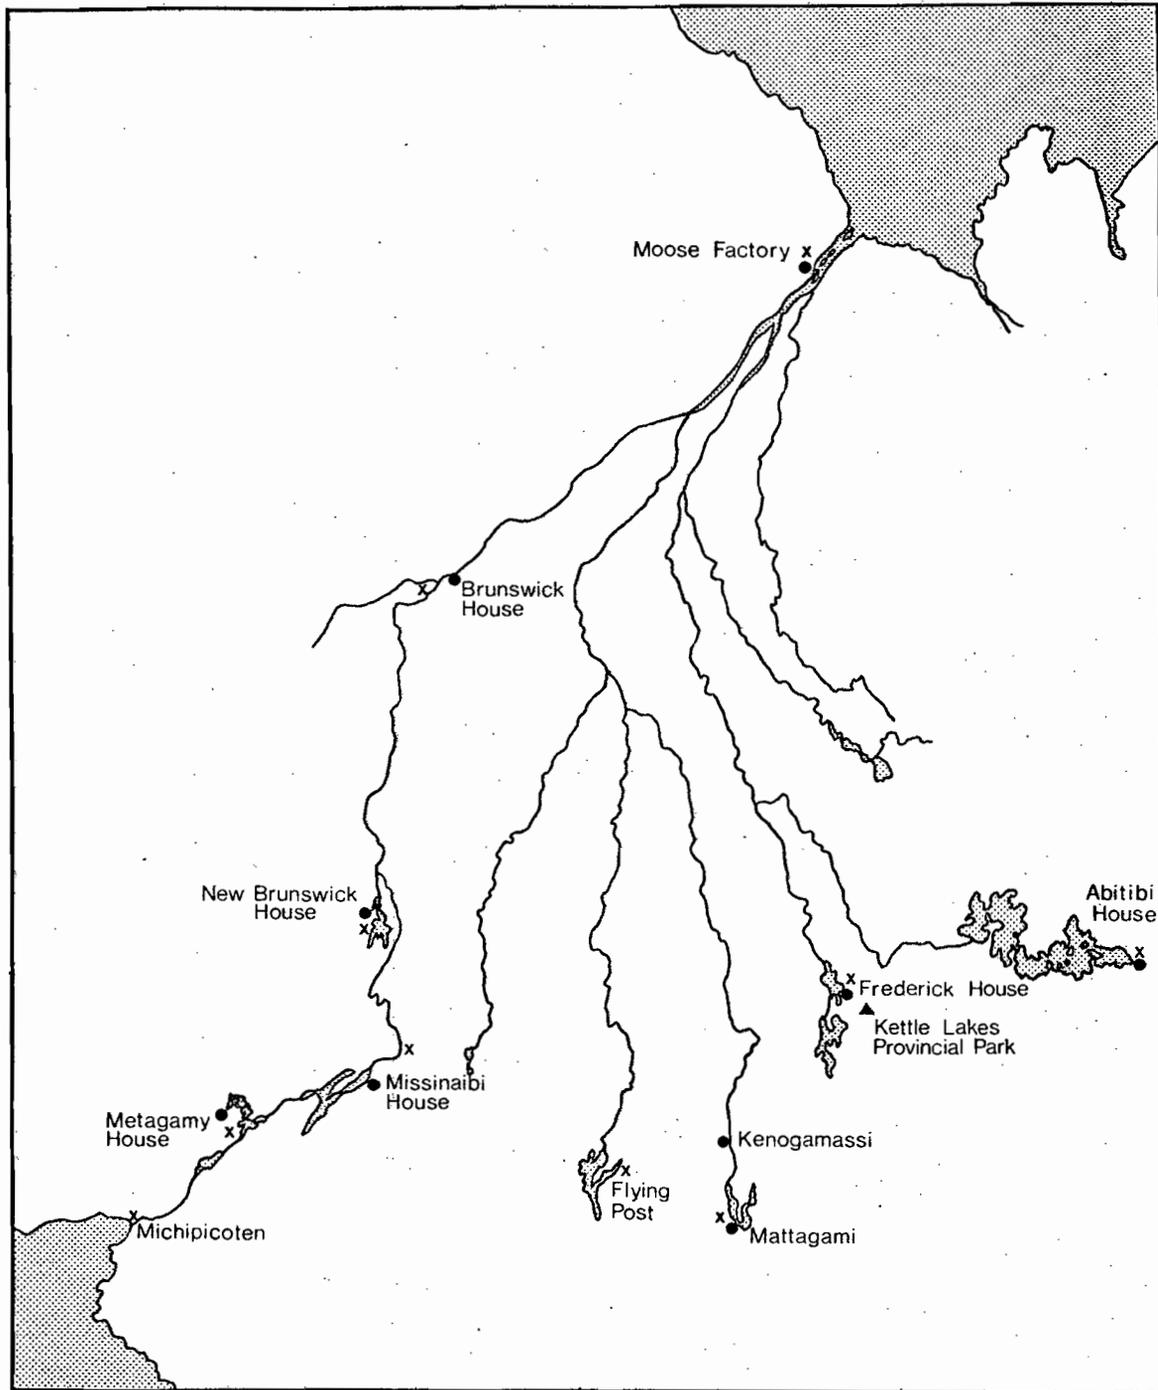 Moose Factory x
x
Brunswick
House
New Brunswick
House
x
Abitibi
House
x
x
Frederick House
Kettle Lakes
Provincial Park
x
Missinaibi
House
Metagamy
House
x
Kenogamassi
x
Flying
Post
x
Michipicoten
x
Mattagami